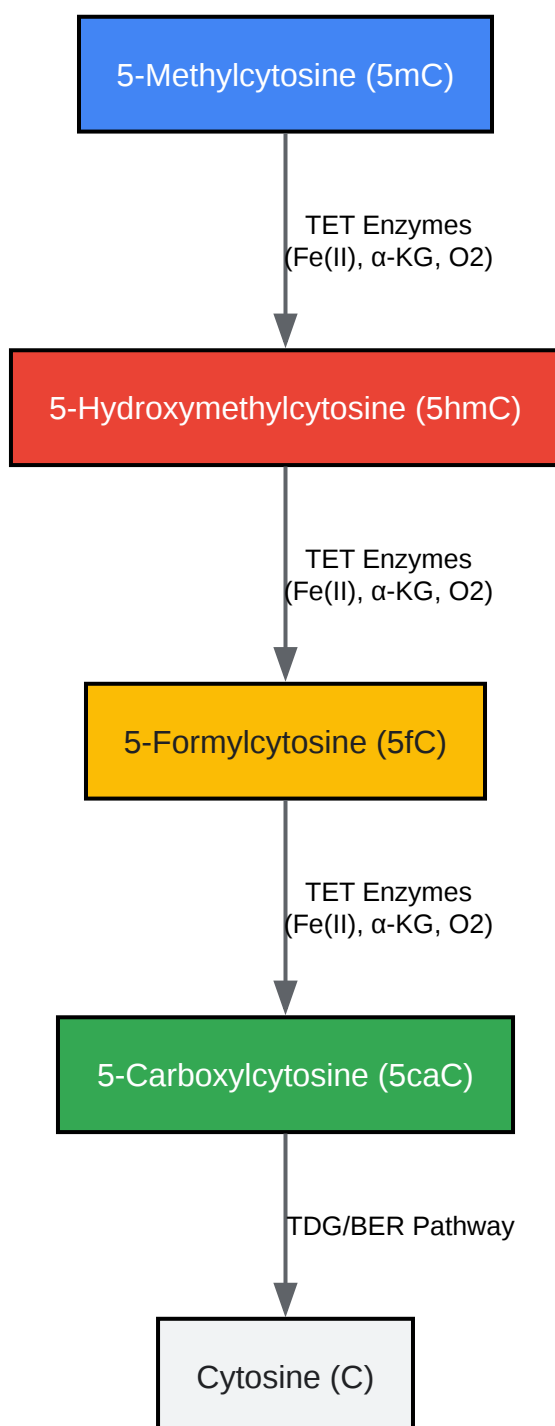 5-Methylcytosine (5mC)
TET Enzymes
(Fe(II), α-KG, O2)
5-Hydroxymethylcytosine (5hmC)
TET Enzymes
(Fe(II), α-KG, O2)
5-Formylcytosine (5fC)
TET Enzymes
(Fe(II), α-KG, O2)
5-Carboxylcytosine (5caC)
TDG/BER Pathway
Cytosine (C)